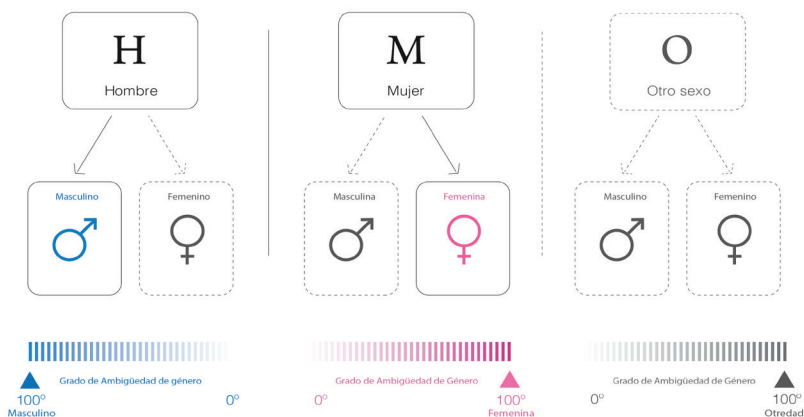 H
Hombre
M
Mujer
O
Otro sexo
Masculino
Femenino
Masculina
Femenina
Masculino
Femenino
Grado de Ambigüedad de género
100º
Masculino
0º
Grado de Ambigüedad de Género
0º
100º
Femenina
Grado de Ambigüedad de Género
0º
100º
Otredad